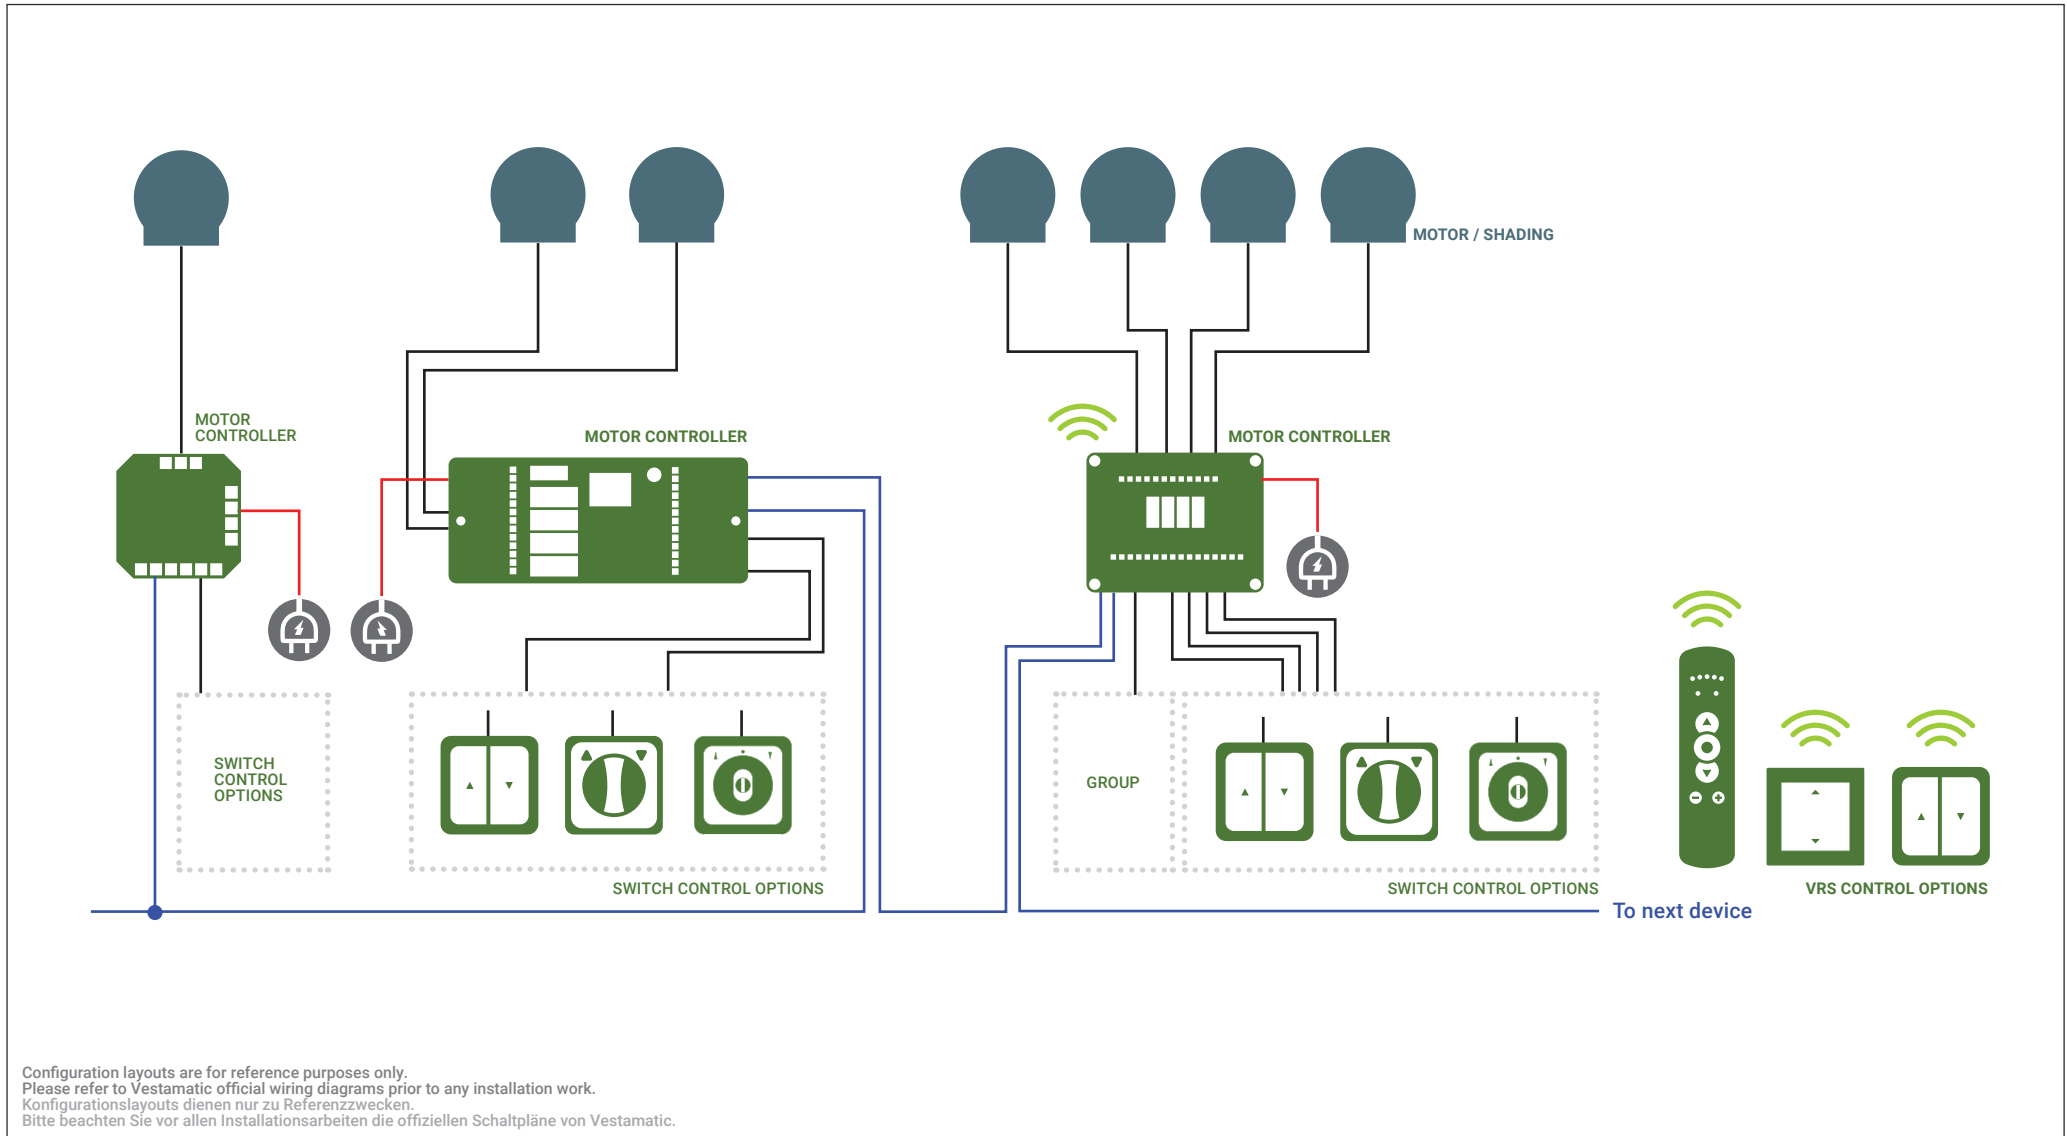 MOTOR / SHADING
MOTOR
CONTROLLER
MOTOR CONTROLLER
MOTOR CONTROLLER
SWITCH
CONTROL
OPTIONS
GROUP
SWITCH CONTROL OPTIONS
SWITCH CONTROL OPTIONS
VRS CONTROL OPTIONS
To next device
Configuration layouts are for reference purposes only.
Please refer to Vestamatic official wiring diagrams prior to any installation work.
Konfigurationslayouts dienen nur zu Referenzzwecken.
Bitte beachten Sie vor allen Installationsarbeiten die offiziellen Schaltpläne von Vestamatic.